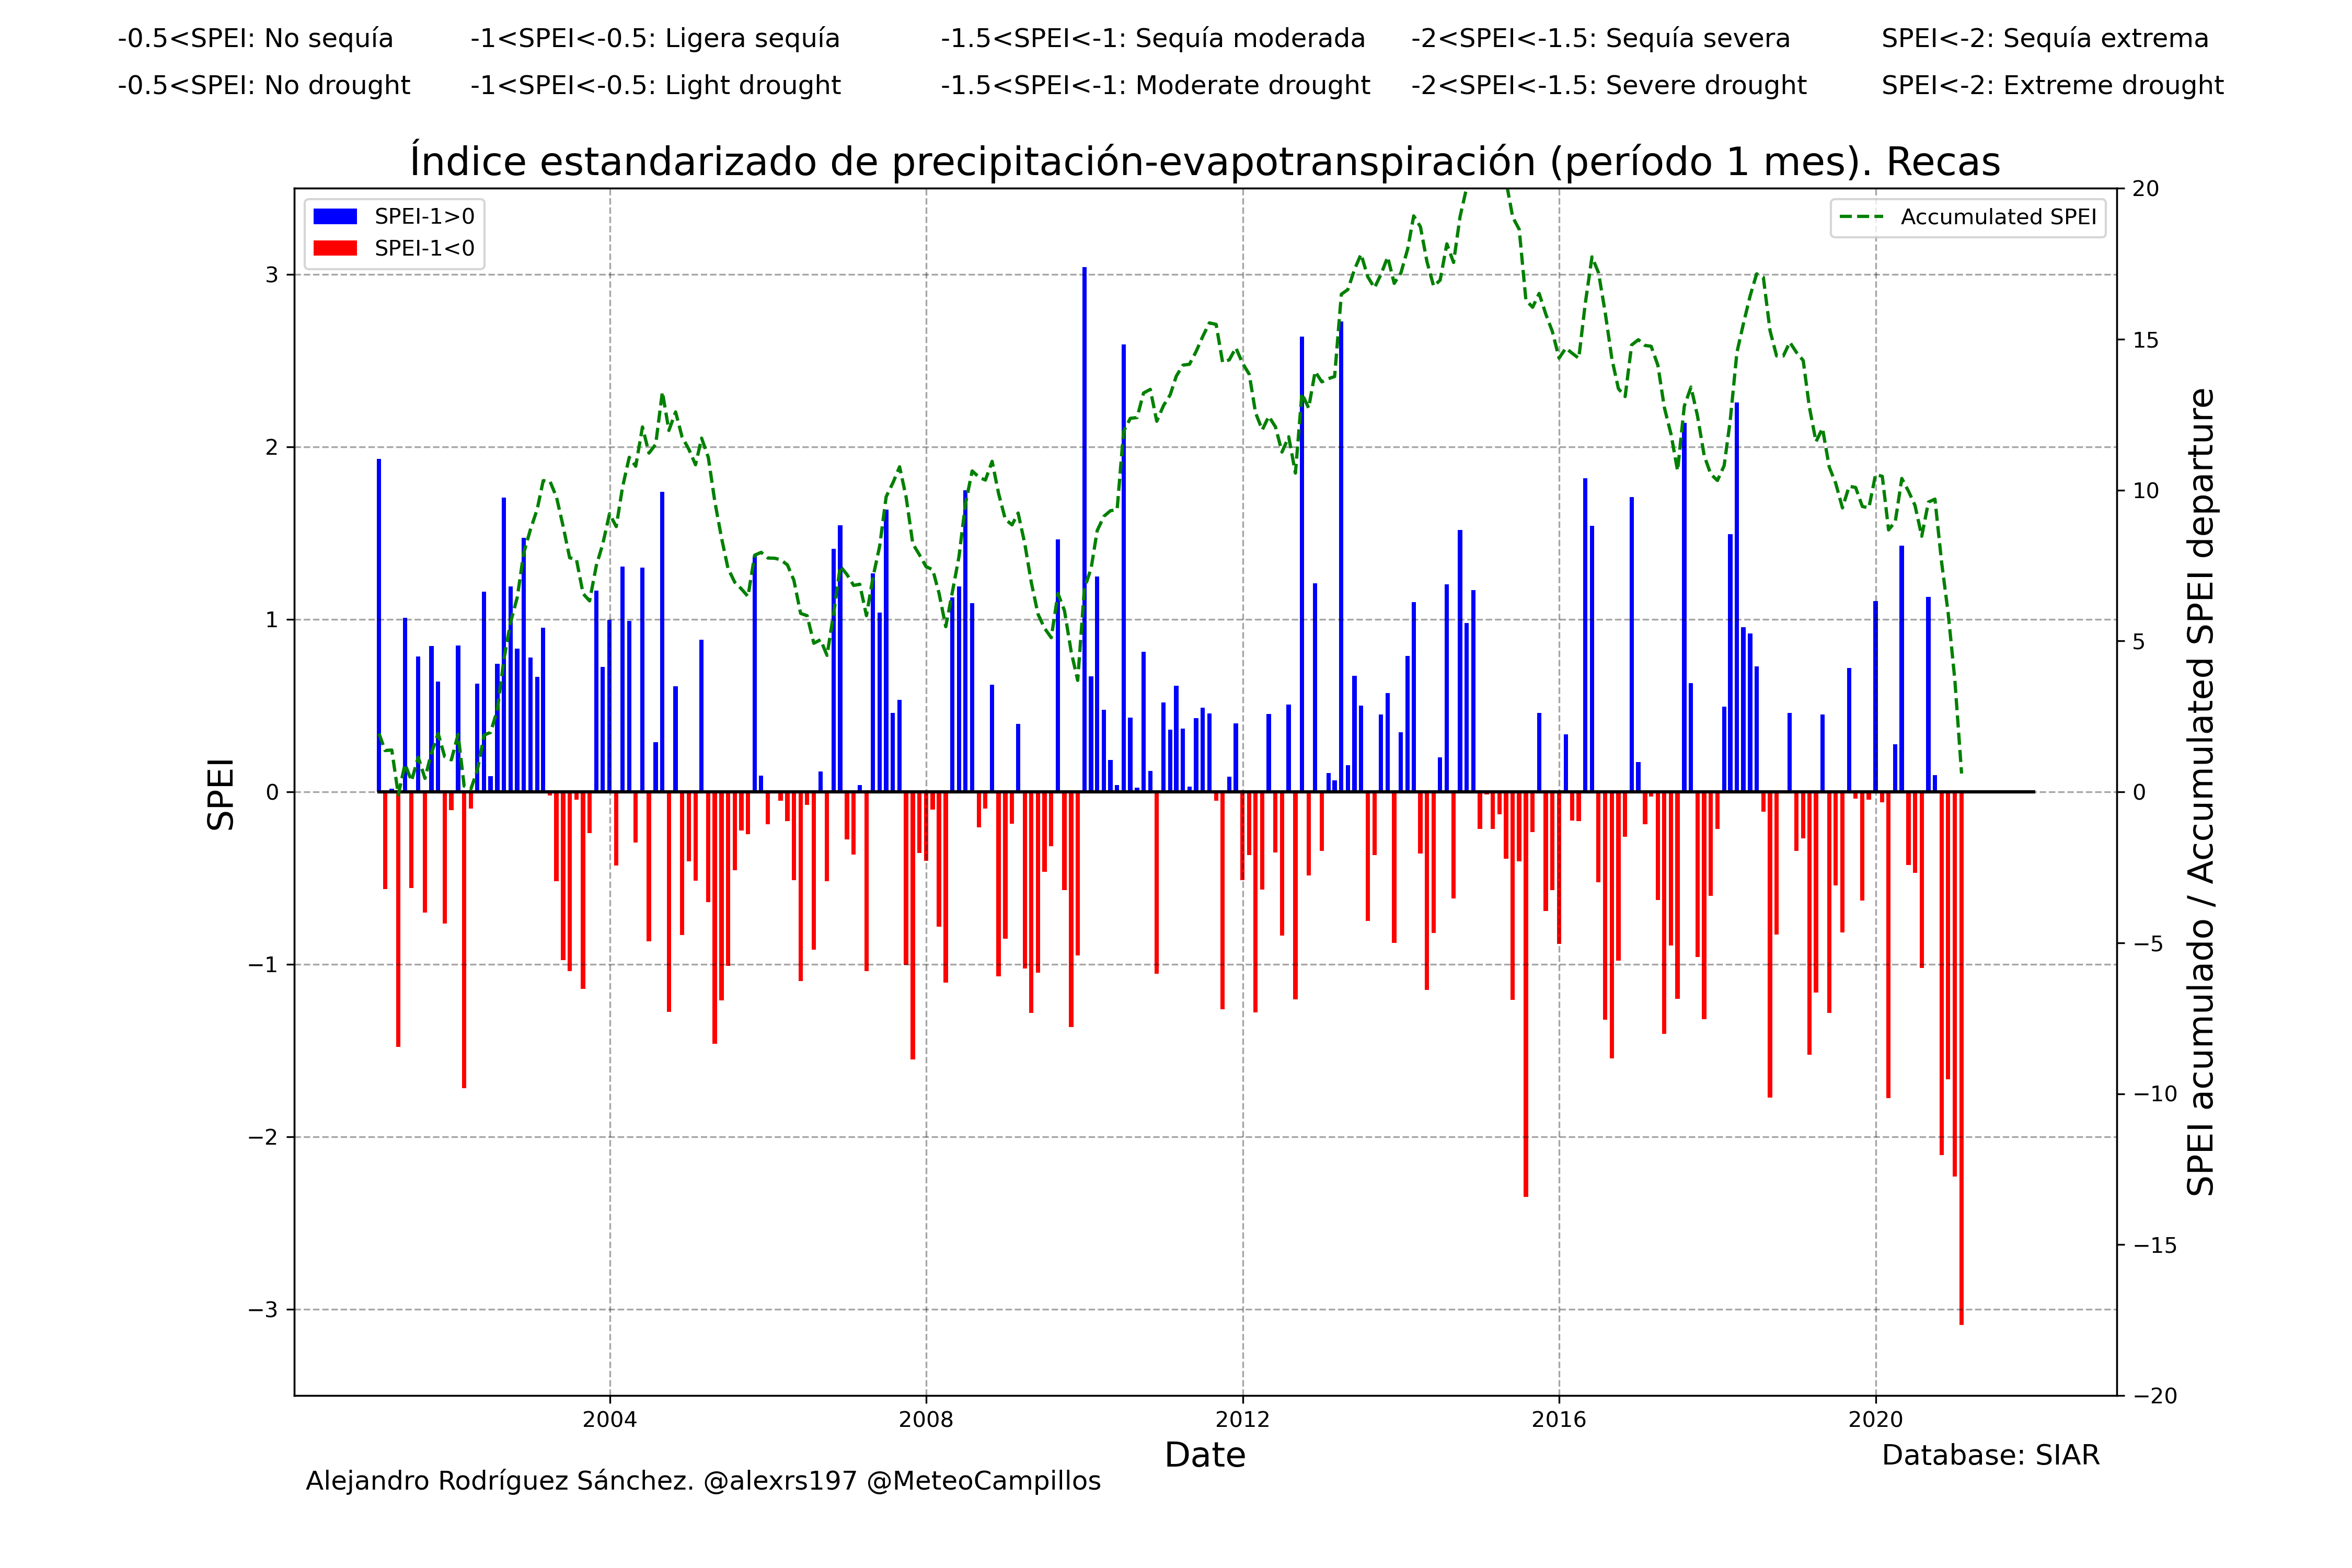 -0.5<SPEI: No sequía -1<SPEI<-0.5: Ligera sequía -1.5<SPEI<-1: Sequía moderada -2<SPEI<-1.5: Sequía severa SPEI<-2: Sequía extrema
-0.5<SPEI: No drought -1<SPEI<-0.5: Light drought -1.5<SPEI<-1: Moderate drought -2<SPEI<-1.5: Severe drought SPEI<-2: Extreme drought
Índice estandarizado de precipitación-evapotranspiración (período 1 mes). Recas
SPEI-1>0
SPEI-1<0
Accumulated SPEI
SPEI
3
2
1
0
−1
−2
−3
20
15
10
5
0
−5
−10
−15
−20
SPEI acumulado / Accumulated SPEI departure
2004 2008 2012 2016 2020
Date
Database: SIAR
Alejandro Rodríguez Sánchez. @alexrs197 @MeteoCampillos